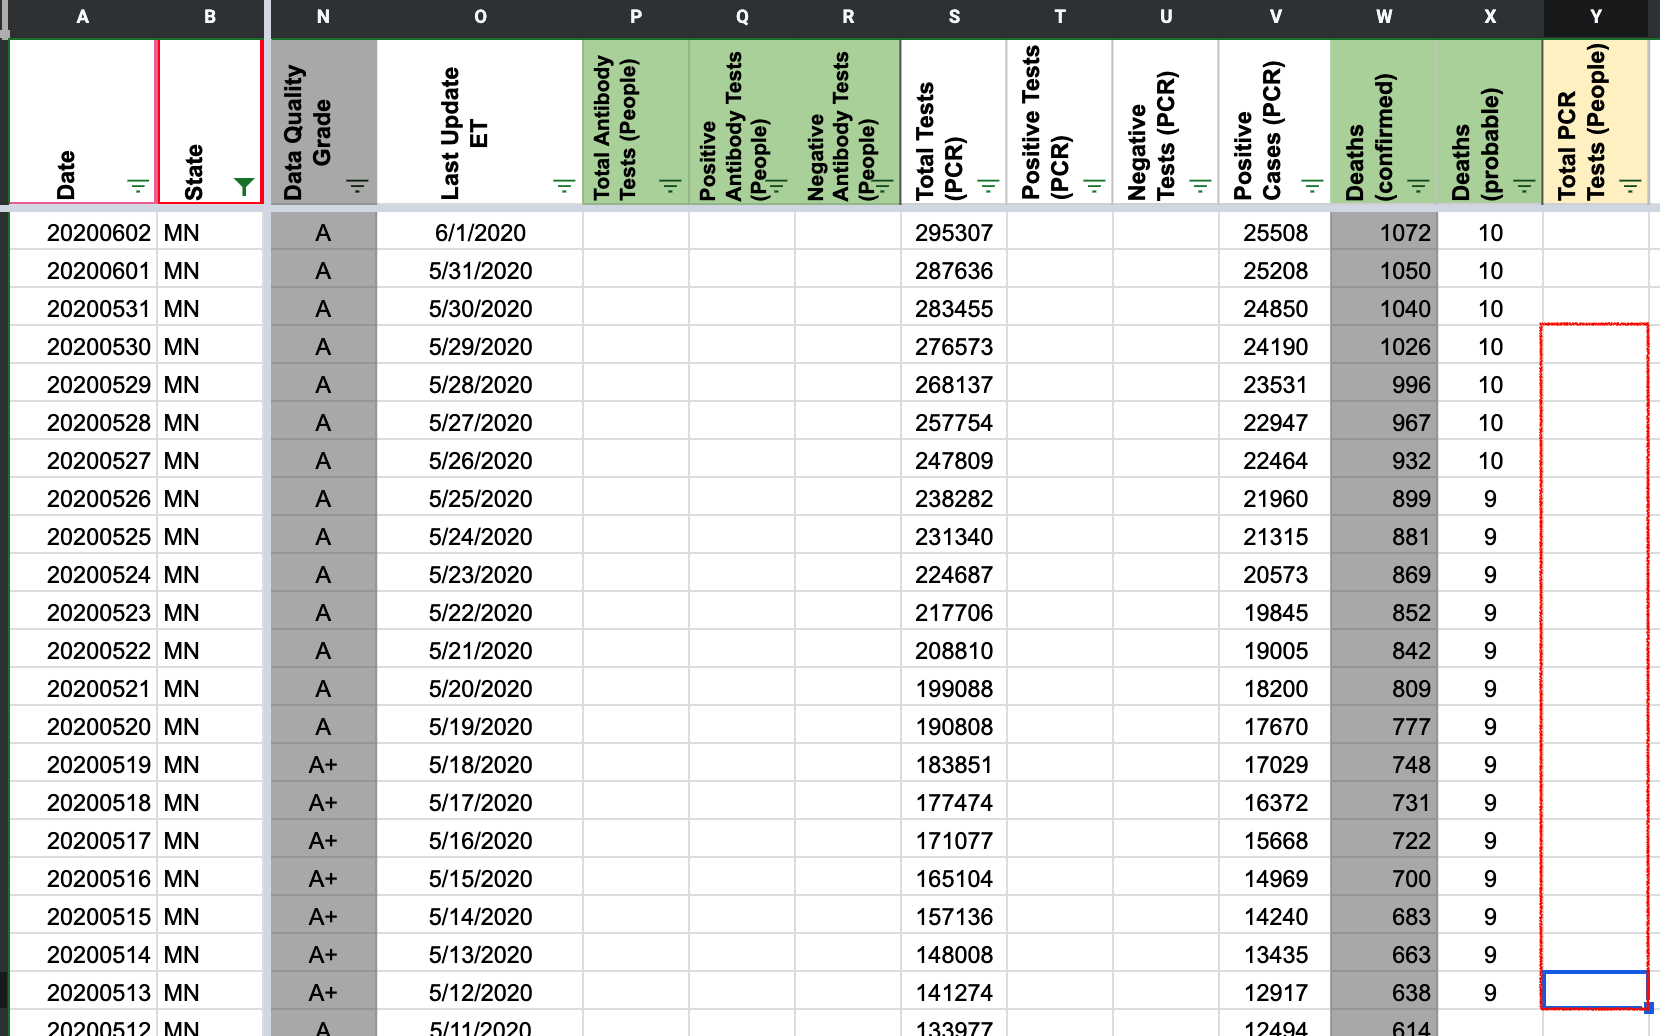 A B N O P Q R S T U V W X Y
Date
State
Data Quality
Grade
Last Update
ET
Total Antibody
Tests (People)
Positive
Antibody Tests
(People)
Negative
Antibody Tests
(People)
Total Tests
(PCR)
Positive Tests
(PCR)
Negative
Tests (PCR)
Positive
Cases (PCR)
Deaths
(confirmed)
Deaths
(probable)
Total PCR
Tests (People)
20200602 MN A 6/1/2020 295307 25508 1072 10
20200601 MN A 5/31/2020 287636 25208 1050 10
20200531 MN A 5/30/2020 283455 24850 1040 10
20200530 MN A 5/29/2020 276573 24190 1026 10
20200529 MN A 5/28/2020 268137 23531 996 10
20200528 MN A 5/27/2020 257754 22947 967 10
20200527 MN A 5/26/2020 247809 22464 932 10
20200526 MN A 5/25/2020 238282 21960 899 9
20200525 MN A 5/24/2020 231340 21315 881 9
20200524 MN A 5/23/2020 224687 20573 869 9
20200523 MN A 5/22/2020 217706 19845 852 9
20200522 MN A 5/21/2020 208810 19005 842 9
20200521 MN A 5/20/2020 199088 18200 809 9
20200520 MN A 5/19/2020 190808 17670 777 9
20200519 MN A+ 5/18/2020 183851 17029 748 9
20200518 MN A+ 5/17/2020 177474 16372 731 9
20200517 MN A+ 5/16/2020 171077 15668 722 9
20200516 MN A+ 5/15/2020 165104 14969 700 9
20200515 MN A+ 5/14/2020 157136 14240 683 9
20200514 MN A+ 5/13/2020 148008 13435 663 9
20200513 MN A+ 5/12/2020 141274 12917 638 9
20200512 MN A 5/11/2020 133977 12494 614